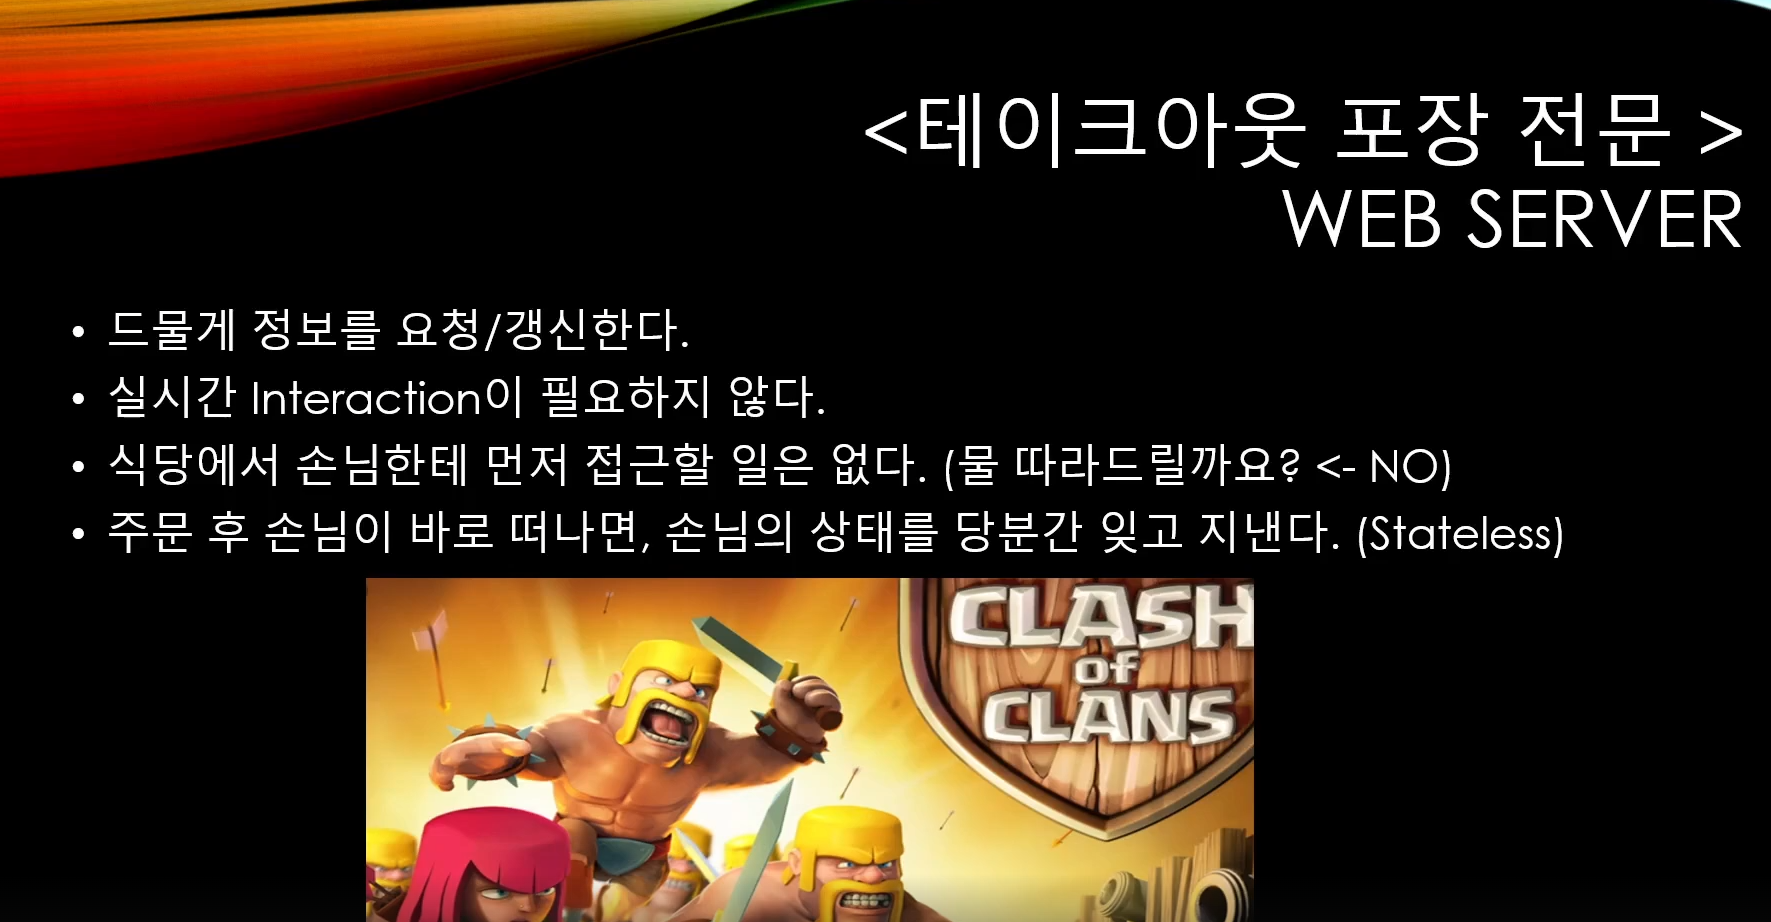 <테이크아웃 포장 전문 >
WEB SERVER
• 드물게 정보를 요청/갱신한다.
• 실시간 Interaction이 필요하지 않다.
• 식당에서 손님한테 먼저 접근할 일은 없다. (물 따라드릴까요? <- NO)
• 주문 후 손님이 바로 떠나면, 손님의 상태를 당분간 잊고 지낸다. (Stateless)
CLASH
of
CLANS